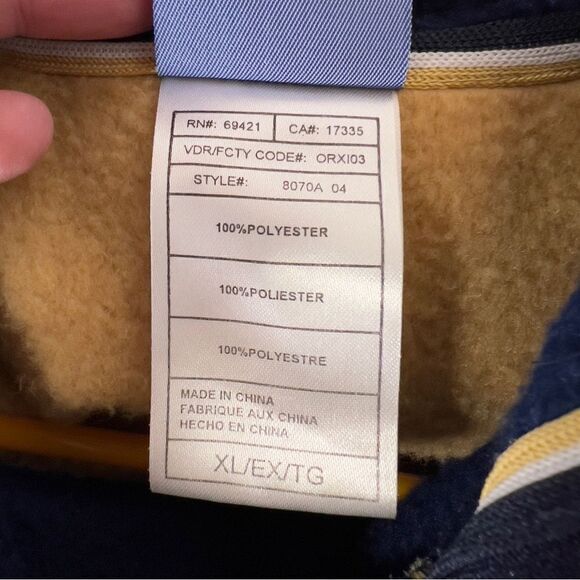 RN#: 69421 CA#: 17335
VDR/FCTY CODE#: ORXI03
STYLE#: 8070A 04
100%POLYESTER
100%POLIESTER
100%POLYESTRE
MADE IN CHINA
FABRIQUE AUX CHINA
HECHO EN CHINA
XL/EX/TG